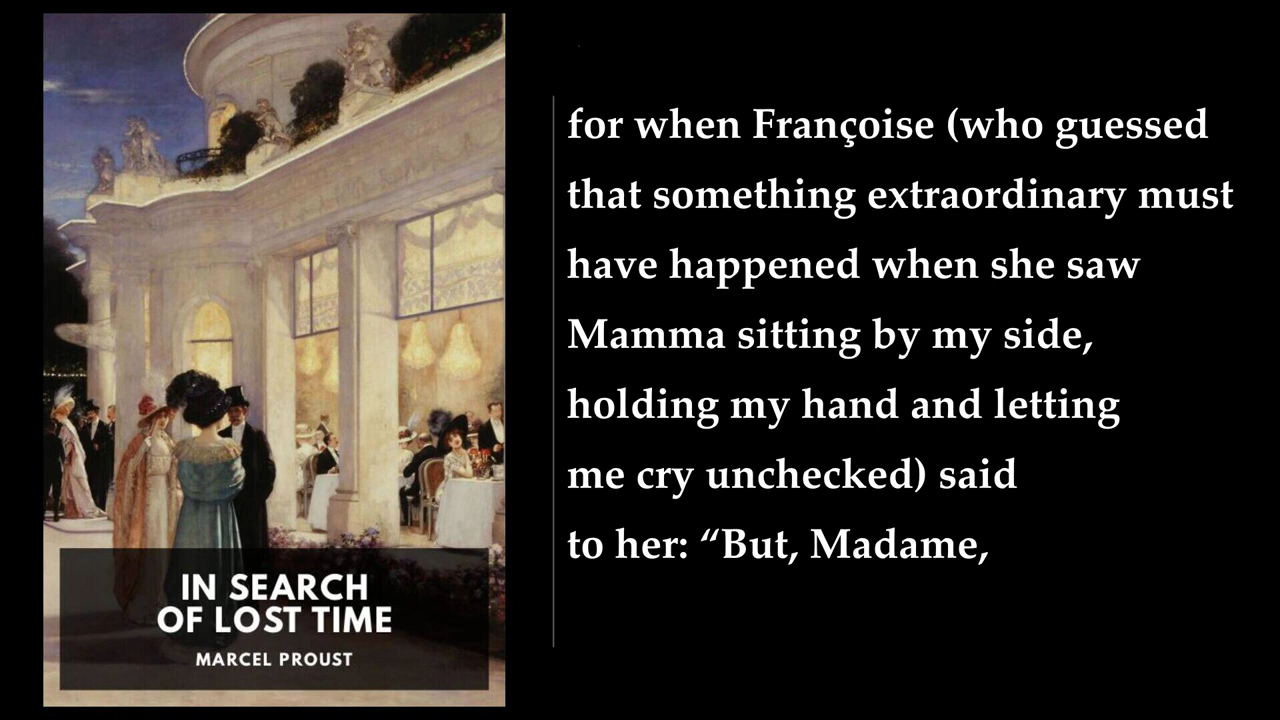 IN SEARCH
OF LOST TIME
MARCEL PROUST
for when Françoise (who guessed
that something extraordinary must
have happened when she saw
Mamma sitting by my side,
holding my hand and letting
me cry unchecked) said
to her: “But, Madame,